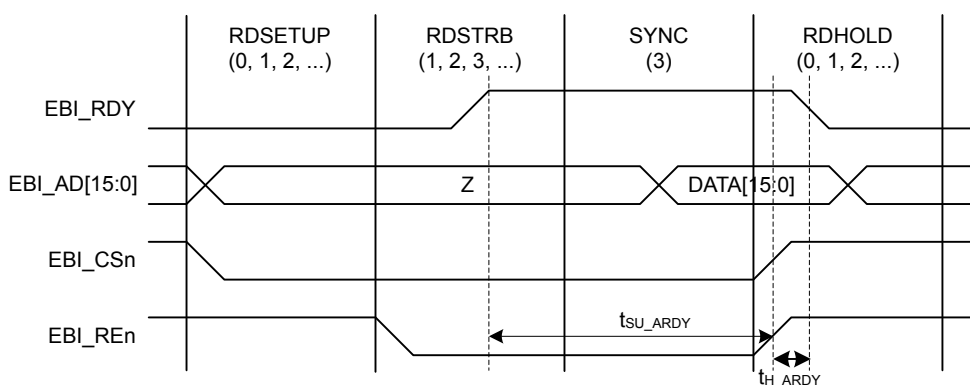 RDSETUP
(0, 1, 2, ...)
RDSTRB
(1, 2, 3, ...)
SYNC
(3)
RDHOLD
(0, 1, 2, ...)
EBI_RDY
EBI_AD[15:0]
Z
DATA[15:0]
EBI_CSn
EBI_REn
tSU_ARDY
tH_ARDY